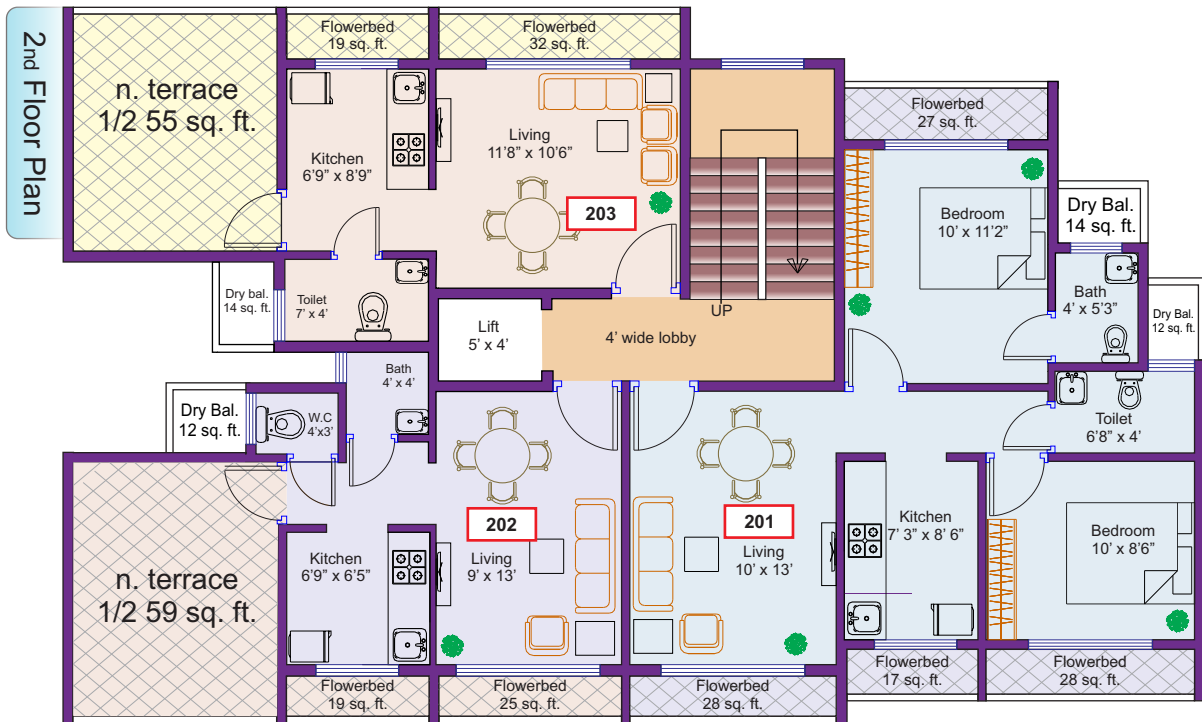 2nd Floor Plan
n. terrace
1/2 55 sq. ft.
Flowerbed
19 sq. ft.
Flowerbed
32 sq. ft.
Kitchen
6'9" x 8'9"
Living
11'8" x 10'6"
203
Flowerbed
27 sq. ft.
Bedroom
10' x 11'2"
Dry Bal.
14 sq. ft.
Dry bal.
14 sq. ft.
Toilet
7' x 4'
Lift
5' x 4'
4' wide lobby
UP
Bath
4' x 5'3"
Dry Bal.
12 sq. ft.
Bath
4' x 4'
Dry Bal.
12 sq. ft.
W.C
4'x3'
Toilet
6'8" x 4'
n. terrace
1/2 59 sq. ft.
Kitchen
6'9" x 6'5"
202
Living
9' x 13'
201
Living
10' x 13'
Kitchen
7' 3" x 8' 6"
Bedroom
10' x 8'6"
Flowerbed
19 sq. ft.
Flowerbed
25 sq. ft.
Flowerbed
28 sq. ft.
Flowerbed
17 sq. ft.
Flowerbed
28 sq. ft.